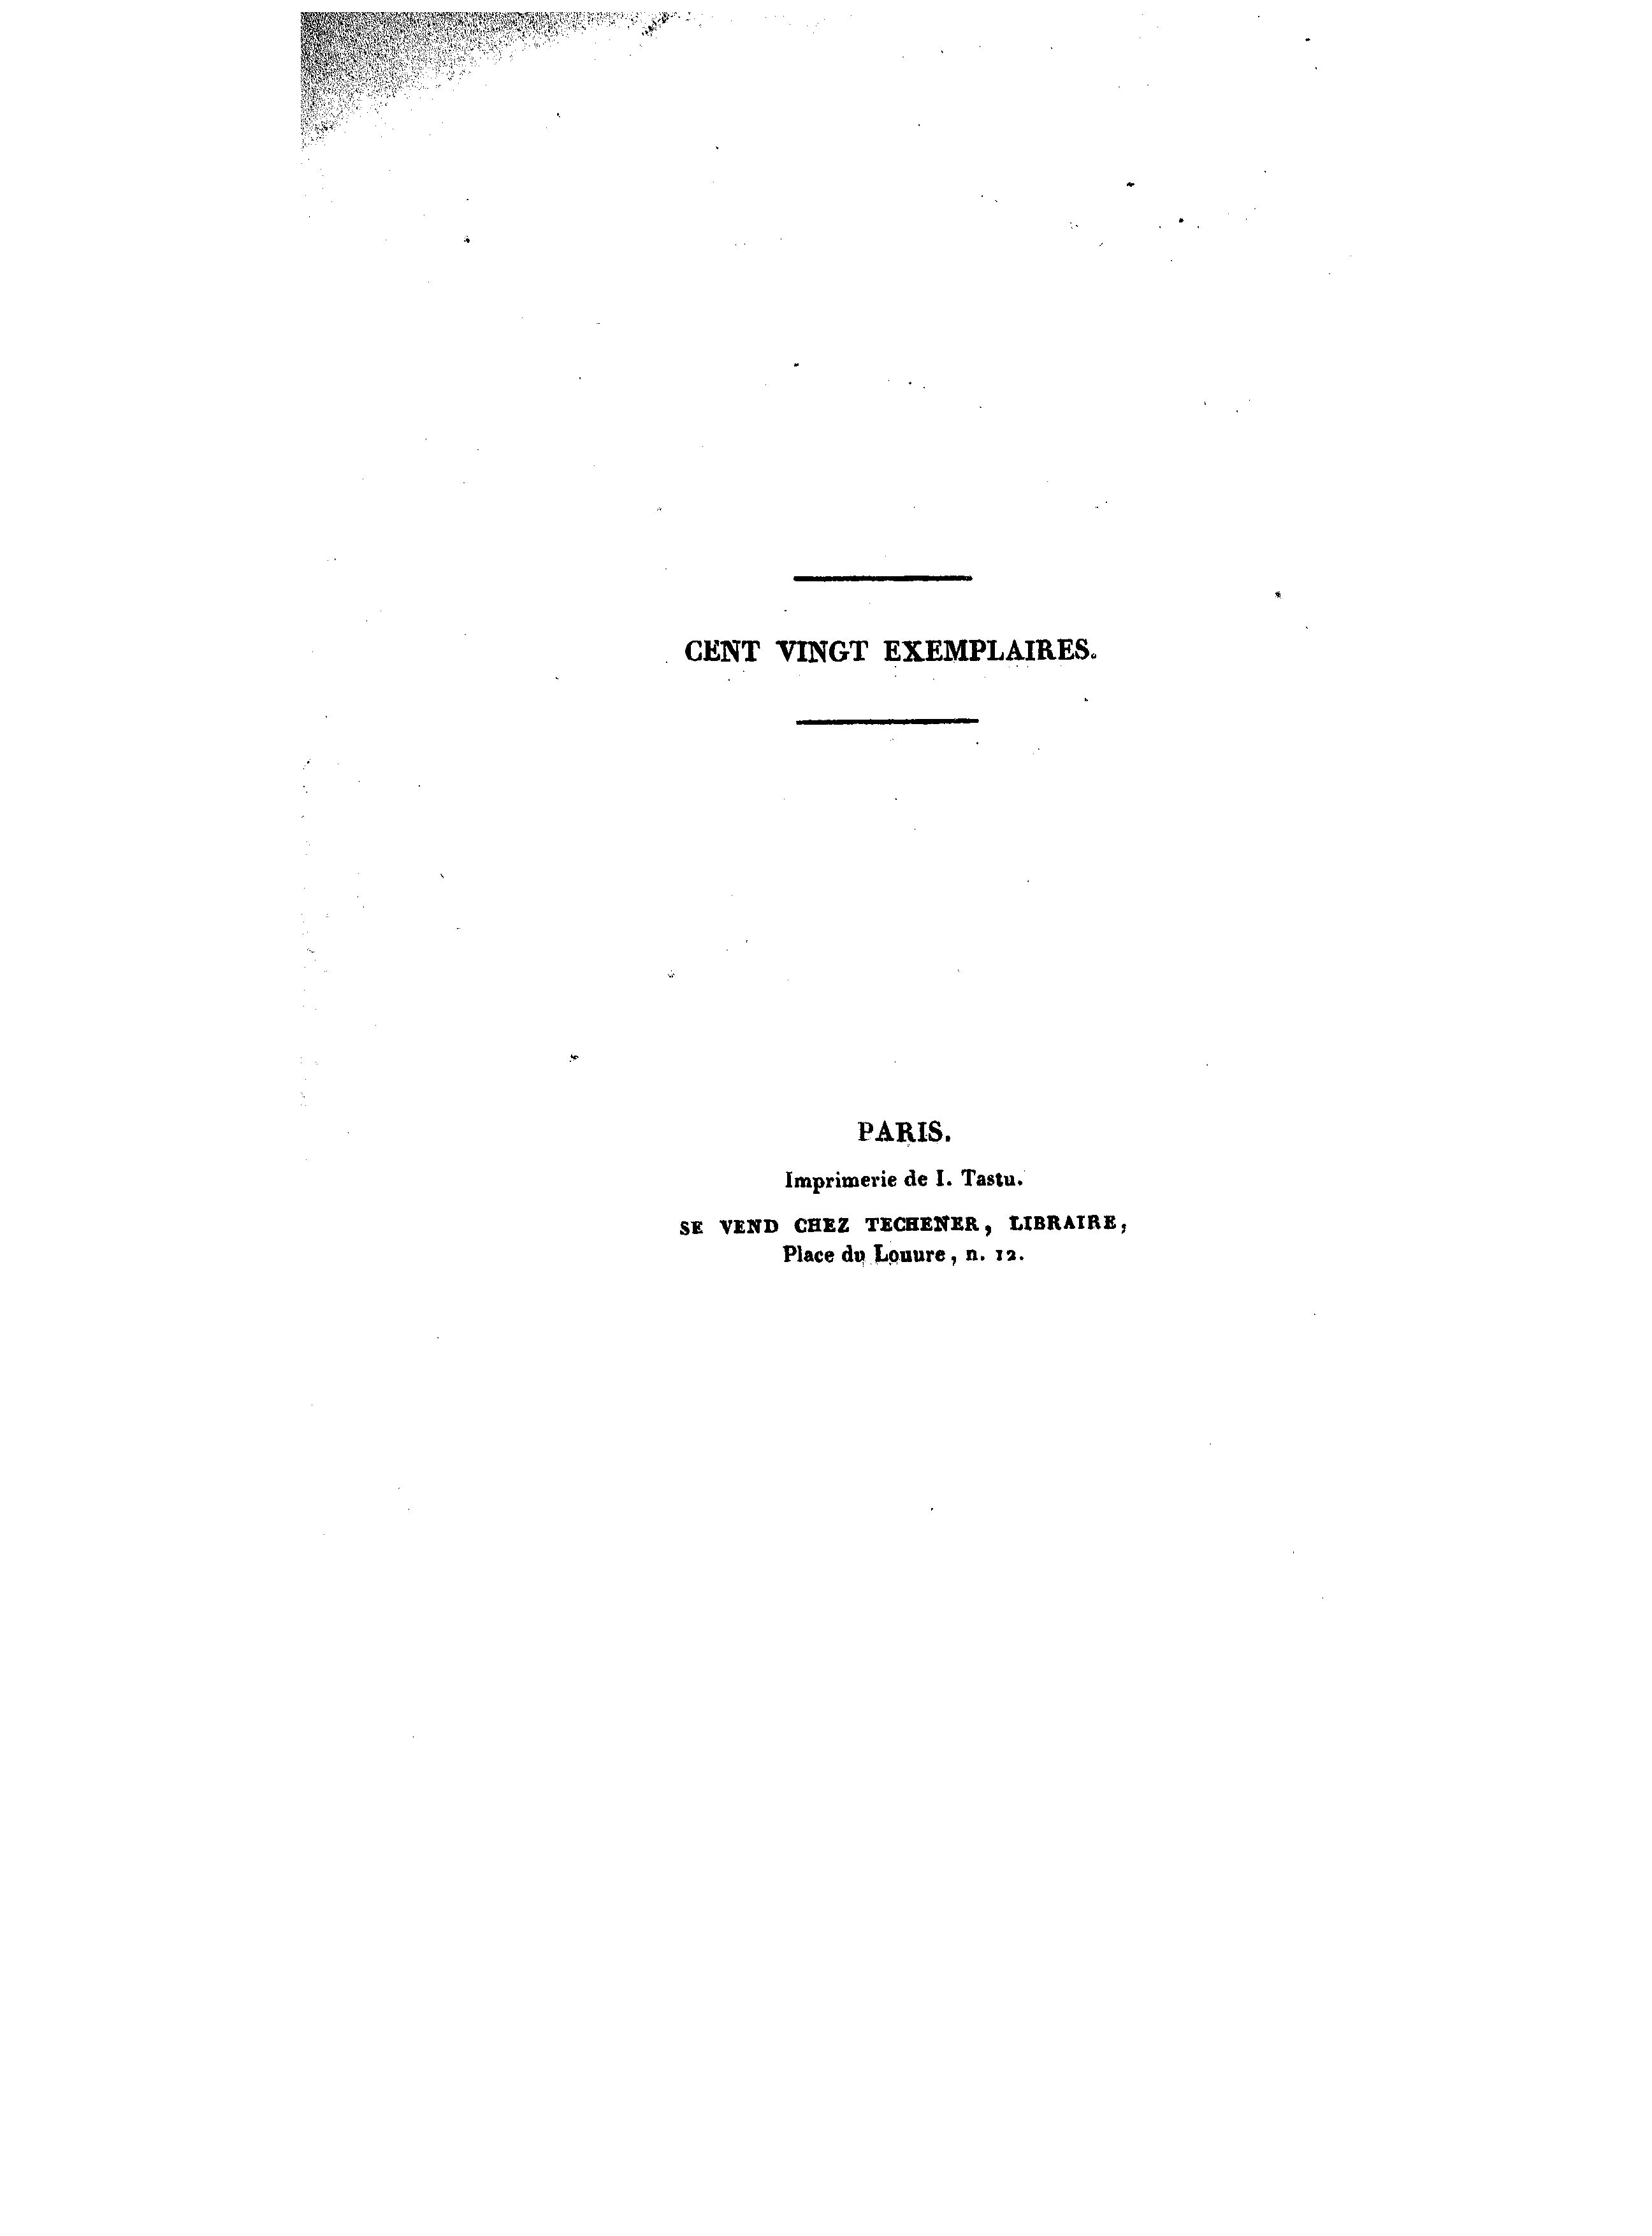 CENT VINGT EXEMPLAIRES.
PARIS.
Imprimerie de I. Tastu.
SE VEND CHEZ TECHENER, LIBRAIRE,
Place du Louure, n. 12.